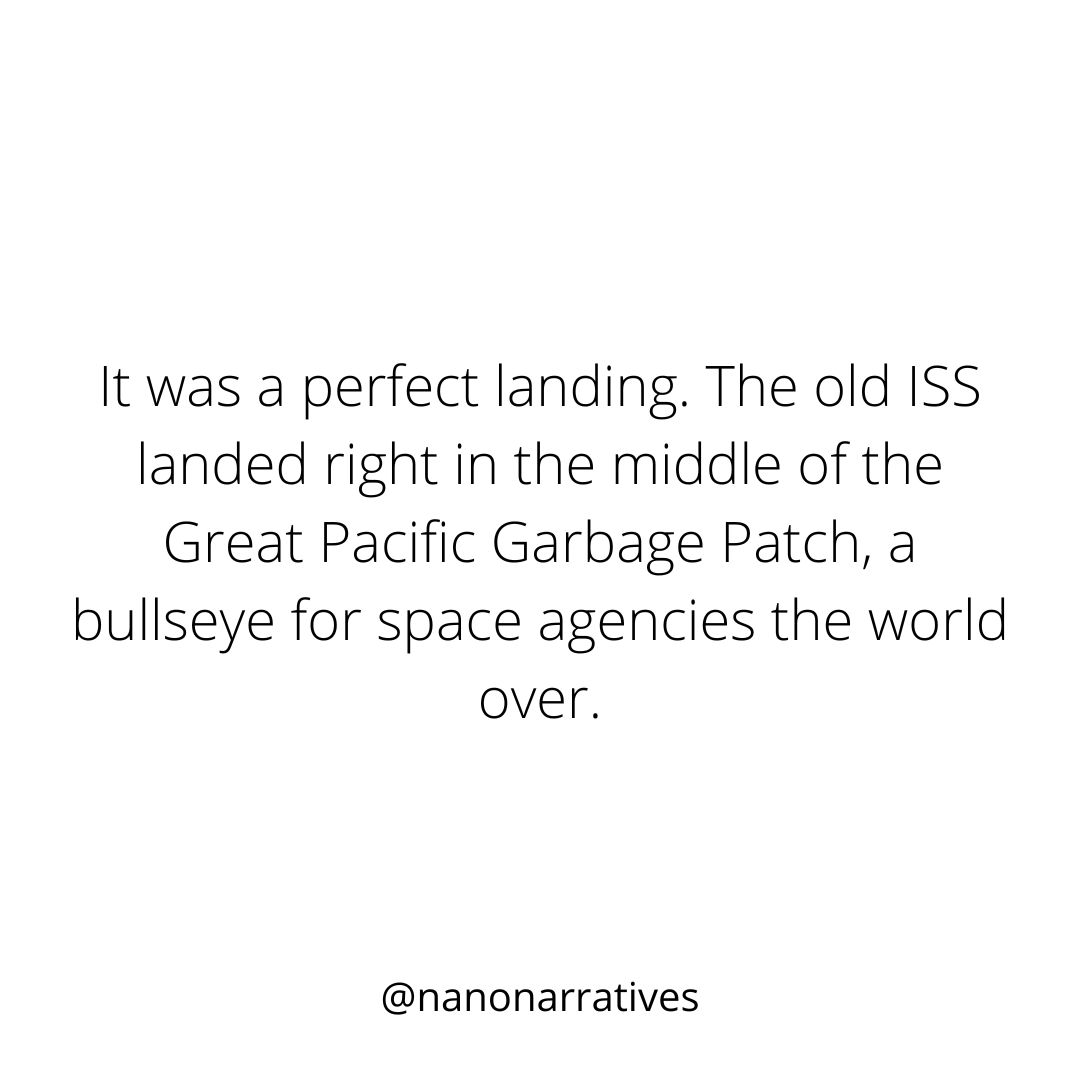 It was a perfect landing. The old ISS
landed right in the middle of the
Great Pacific Garbage Patch, a
bullseye for space agencies the world
over.
@nanonarratives